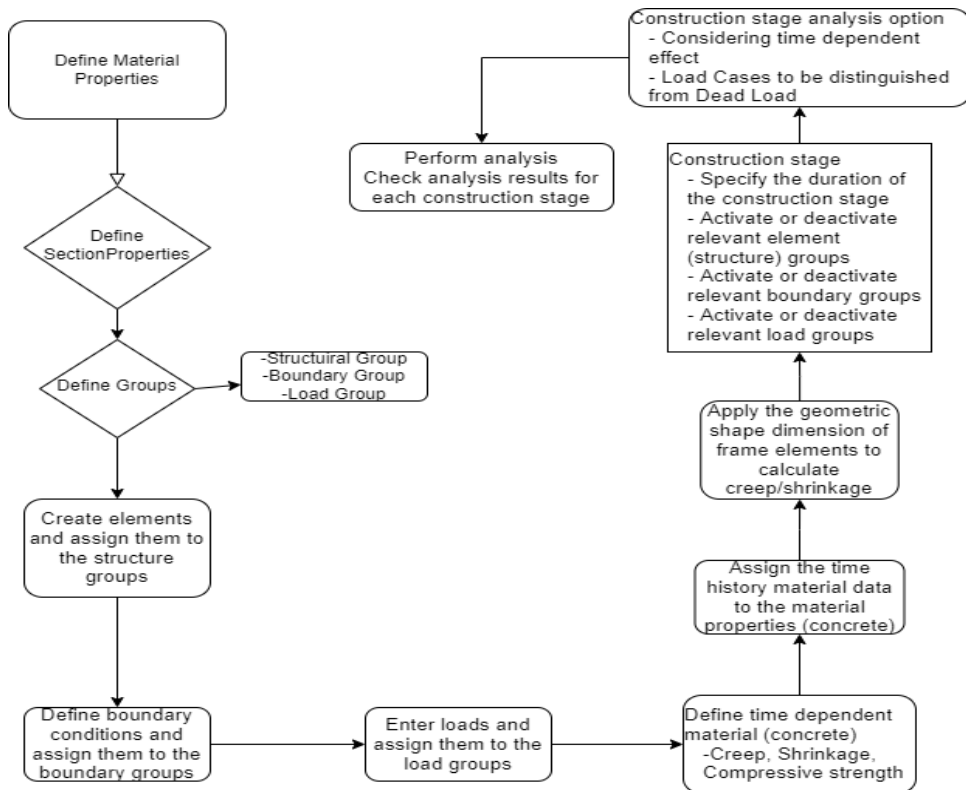 Define Material
Properties
Define
SectionProperties
Define Groups
-Structuiral Group
-Boundary Group
-Load Group
Create elements
and assign them to
the structure
groups
Define boundary
conditions and
assign them to the
boundary groups
Enter loads and
assign them to the
load groups
Define time dependent
material (concrete)
-Creep, Shrinkage,
Compressive strength
Assign the time
history material data
to the material
properties (concrete)
Apply the geometric
shape dimension of
frame elements to
calculate
creep/shrinkage
Construction stage
- Specify the duration of
the construction stage
- Activate or deactivate
relevant element
(structure) groups
- Activate or deactivate
relevant boundary groups
- Activate or deactivate
relevant load groups
Construction stage analysis option
- Considering time dependent
effect
- Load Cases to be distinguished
from Dead Load
Perform analysis
Check analysis results for
each construction stage